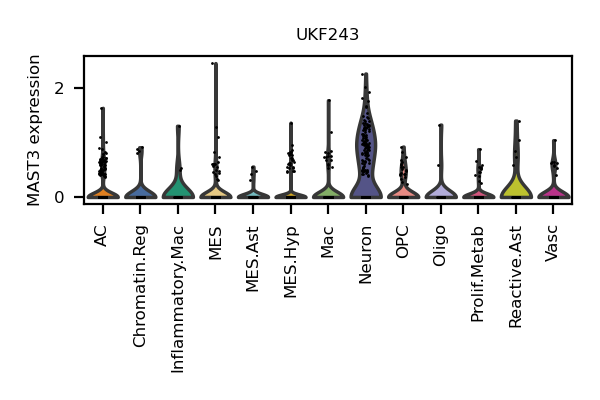 UKF243
MAST3 expression
2
0
AC
Chromatin.Reg
Inflammatory.Mac
MES
MES.Ast
MES.Hyp
Mac
Neuron
OPC
Oligo
Prolif.Metab
Reactive.Ast
Vasc